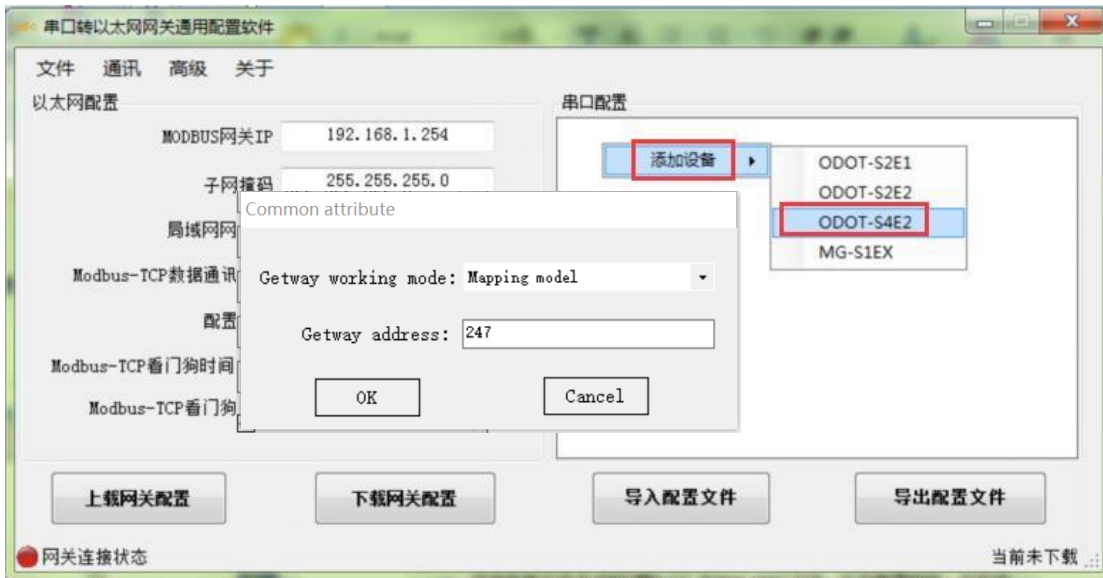 串口转以太网网关通用配置软件
文件 通讯 高级 关于
以太网配置
MODBUS网关IP 192.168.1.254
子网掩码 255.255.255.0
局域网网
Modbus-TCP数据通讯
配置
Modbus-TCP看门狗时间
Modbus-TCP看门狗
Common attribute
Getway working mode: Mapping model
Getway address: 247
OK Cancel
串口配置
添加设备
ODOT-S2E1
ODOT-S2E2
ODOT-S4E2
MG-S1EX
上载网关配置 下载网关配置 导入配置文件 导出配置文件
网关连接状态 当前未下载